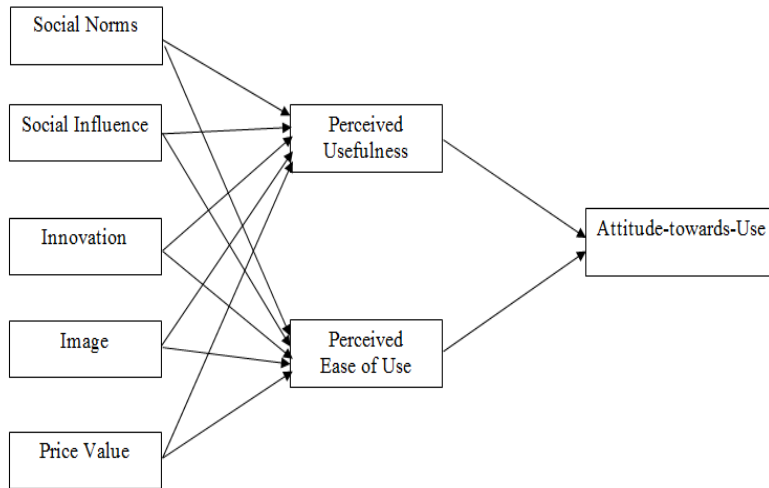 Social Norms
Social Influence
Innovation
Image
Price Value
Perceived
Usefulness
Perceived
Ease of Use
Attitude-towards-Use